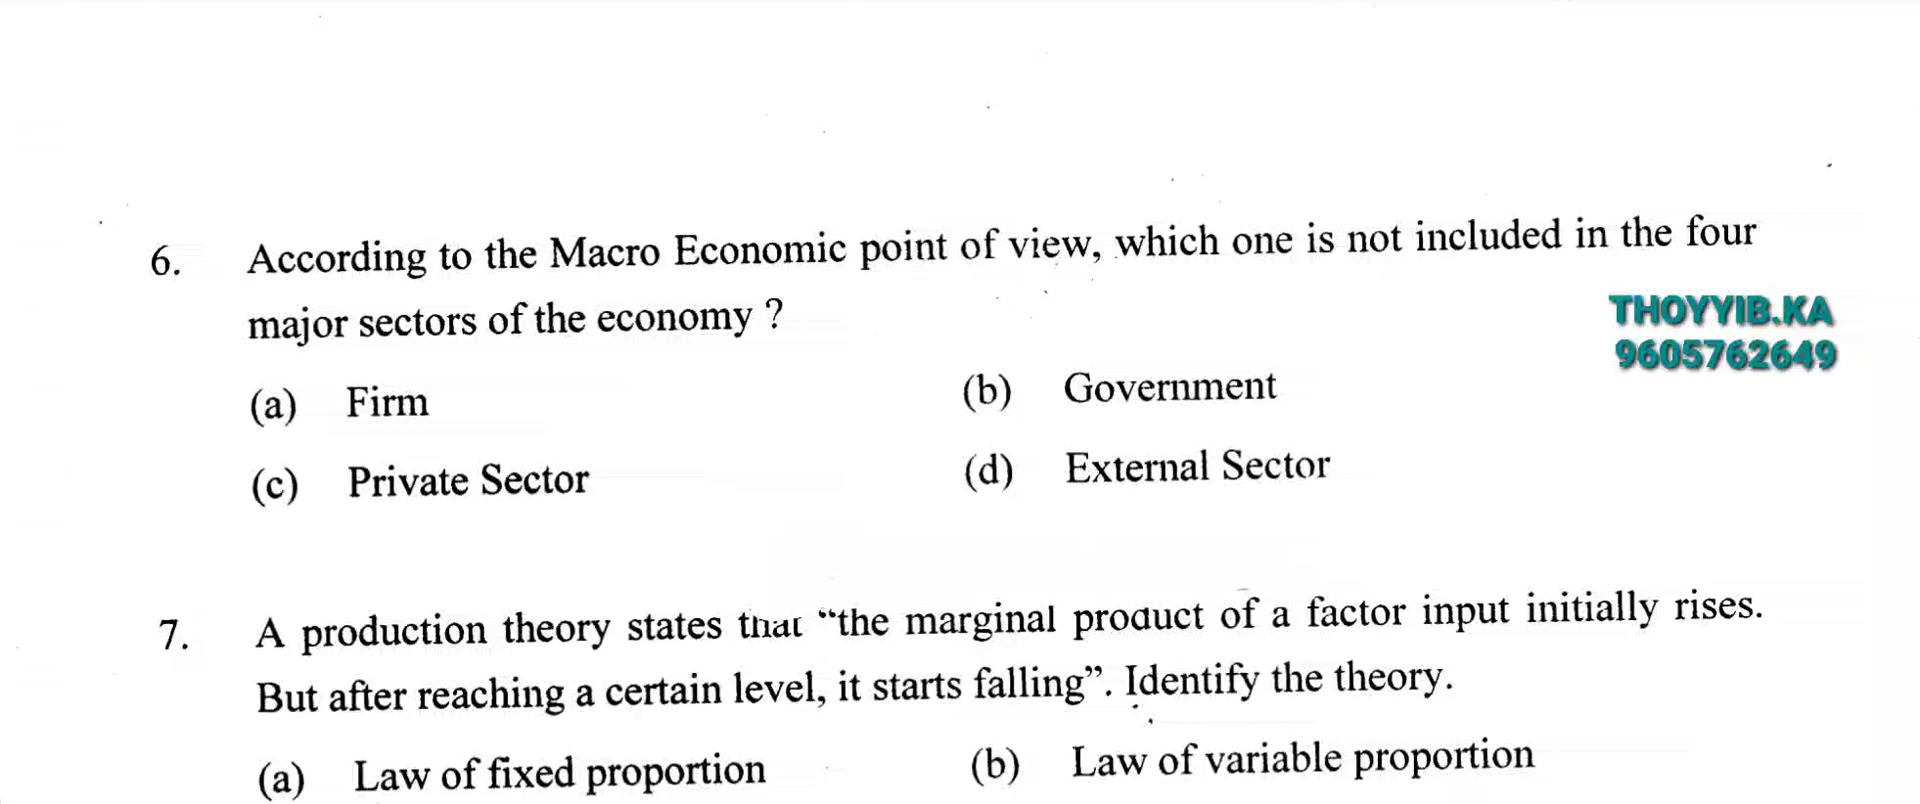 6. According to the Macro Economic point of view, which one is not included in the four
major sectors of the economy ?
THOYYIB.KA
9605762649
(a) Firm (b) Government
(c) Private Sector (d) External Sector
7. A production theory states that “the marginal product of a factor input initially rises.
But after reaching a certain level, it starts falling”. Identify the theory.
(a) Law of fixed proportion (b) Law of variable proportion